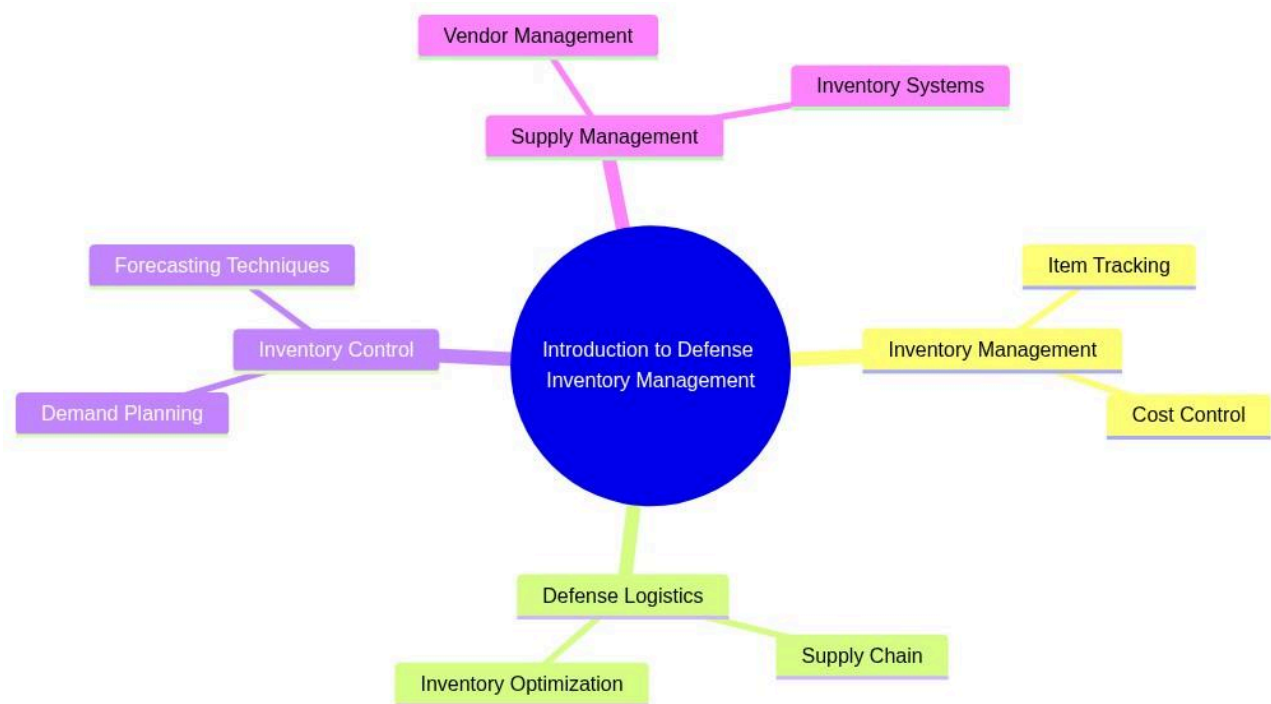 Vendor Management
Inventory Systems
Supply Management
Forecasting Techniques
Item Tracking
Inventory Control
Introduction to Defense
Inventory Management
Inventory Management
Demand Planning
Cost Control
Defense Logistics
Supply Chain
Inventory Optimization